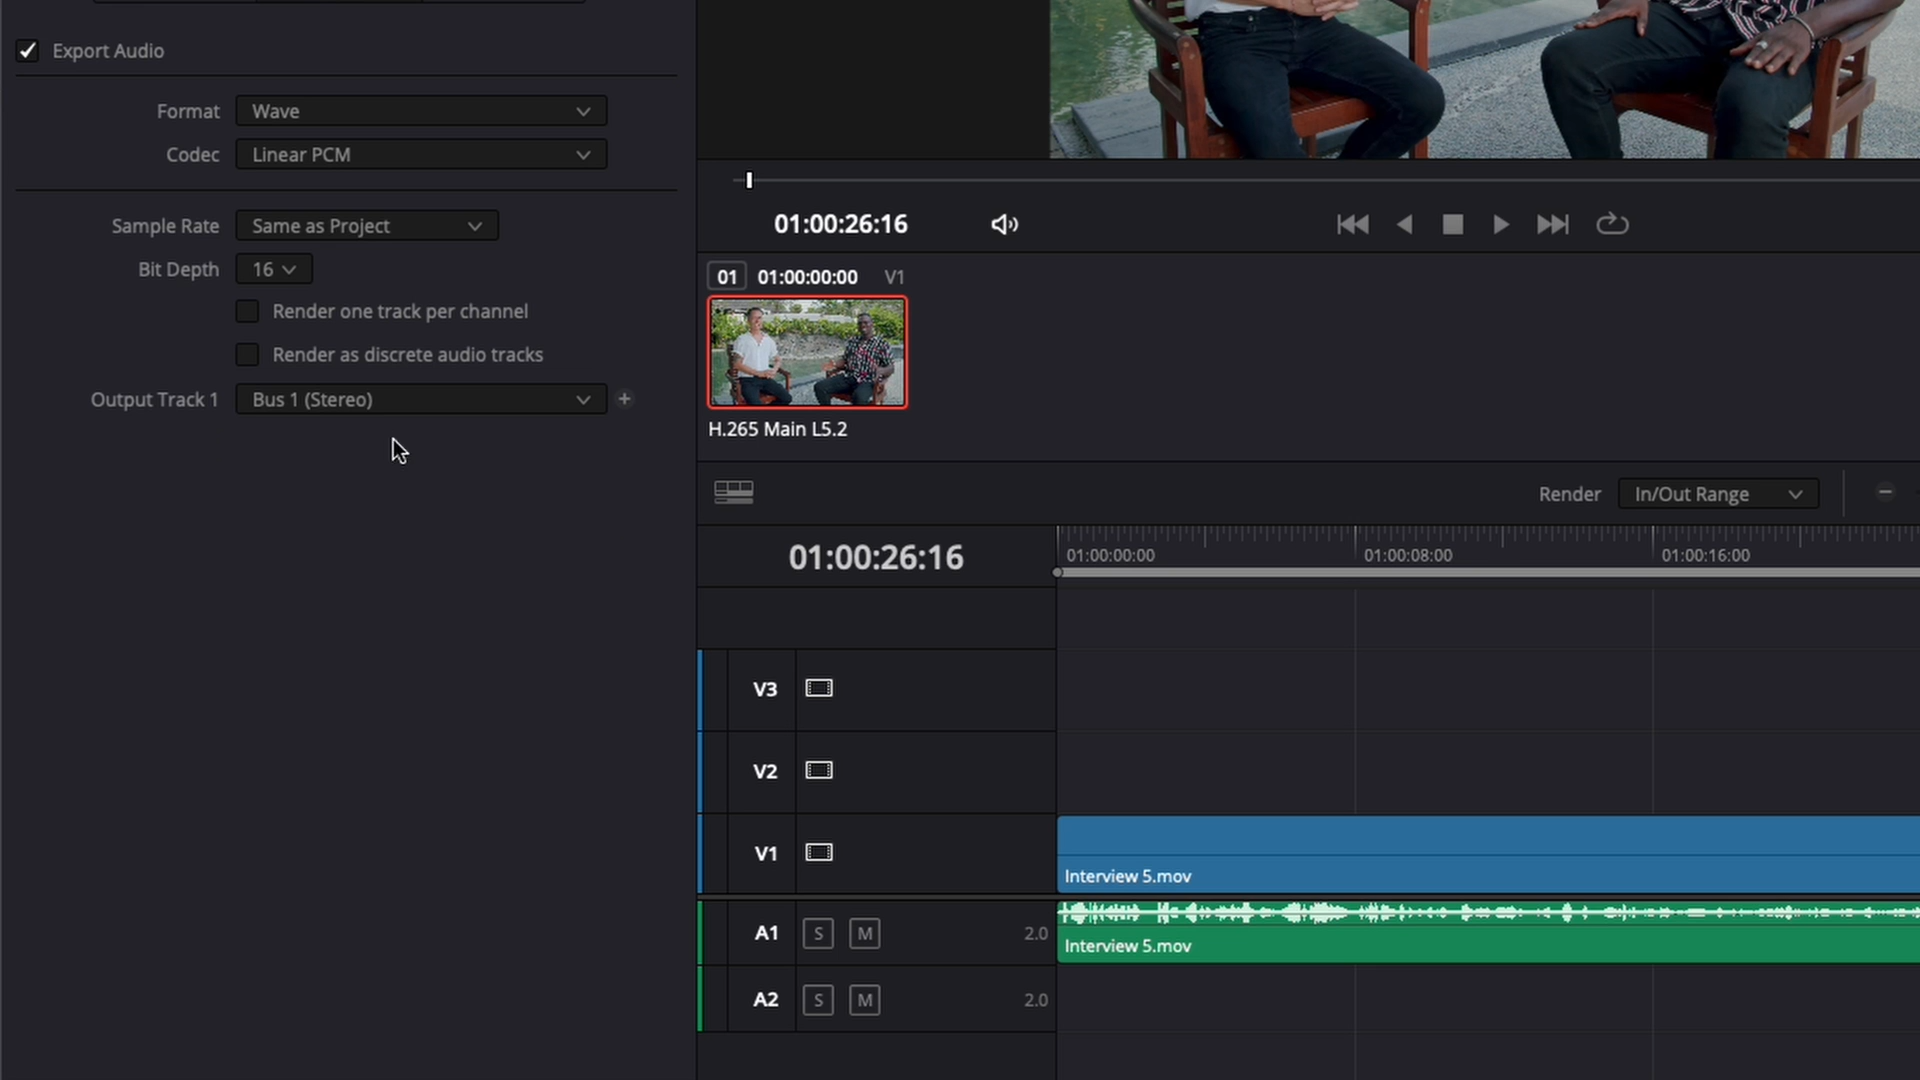 Export Audio
Format Wave
Codec Linear PCM
Sample Rate Same as Project
Bit Depth 16
Render one track per channel
Render as discrete audio tracks
Output Track 1 Bus 1 (Stereo)
01:00:26:16
01 01:00:00:00 V1
H.265 Main L5.2
Render In/Out Range
01:00:26:16
01:00:00:00 01:00:08:00 01:00:16:00
V3
V2
V1
Interview 5.mov
A1 S M 2.0
Interview 5.mov
A2 S M 2.0